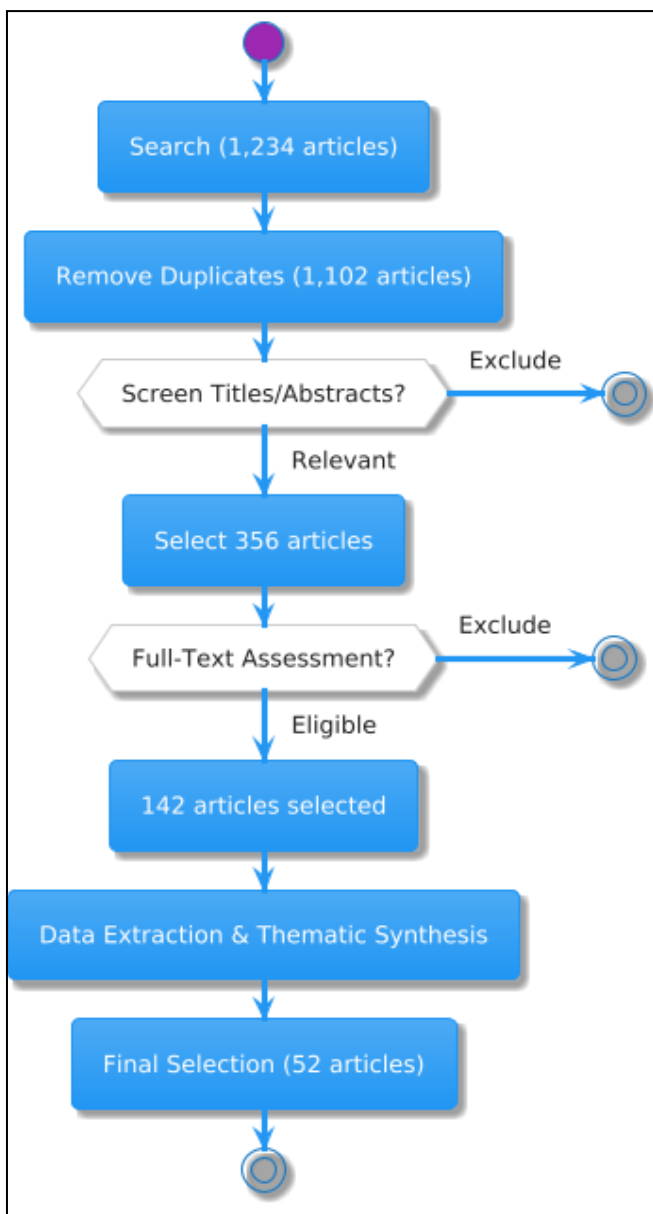 Search (1,234 articles)
Remove Duplicates (1,102 articles)
Screen Titles/Abstracts?
Exclude
Relevant
Select 356 articles
Full-Text Assessment?
Exclude
Eligible
142 articles selected
Data Extraction & Thematic Synthesis
Final Selection (52 articles)